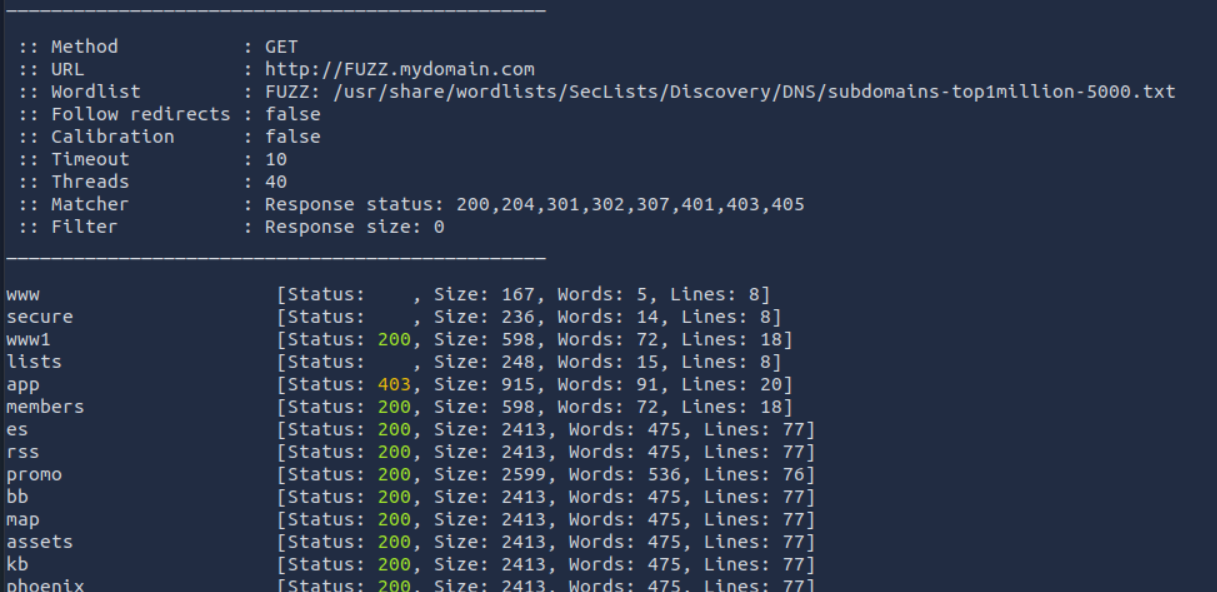 :: Method : GET
:: URL : http://FUZZ.mydomain.com
:: Wordlist : FUZZ: /usr/share/wordlists/SecLists/Discovery/DNS/subdomains-top1million-5000.txt
:: Follow redirects : false
:: Calibration : false
:: Timeout : 10
:: Threads : 40
:: Matcher : Response status: 200,204,301,302,307,401,403,405
:: Filter : Response size: 0
www [Status: , Size: 167, Words: 5, Lines: 8]
secure [Status: , Size: 236, Words: 14, Lines: 8]
www1 [Status: 200, Size: 598, Words: 72, Lines: 18]
lists [Status: , Size: 248, Words: 15, Lines: 8]
app [Status: 403, Size: 915, Words: 91, Lines: 20]
members [Status: 200, Size: 598, Words: 72, Lines: 18]
es [Status: 200, Size: 2413, Words: 475, Lines: 77]
rss [Status: 200, Size: 2413, Words: 475, Lines: 77]
promo [Status: 200, Size: 2599, Words: 536, Lines: 76]
bb [Status: 200, Size: 2413, Words: 475, Lines: 77]
map [Status: 200, Size: 2413, Words: 475, Lines: 77]
assets [Status: 200, Size: 2413, Words: 475, Lines: 77]
kb [Status: 200, Size: 2413, Words: 475, Lines: 77]
phoenix [Status: 200, Size: 2413, Words: 475, Lines: 77]